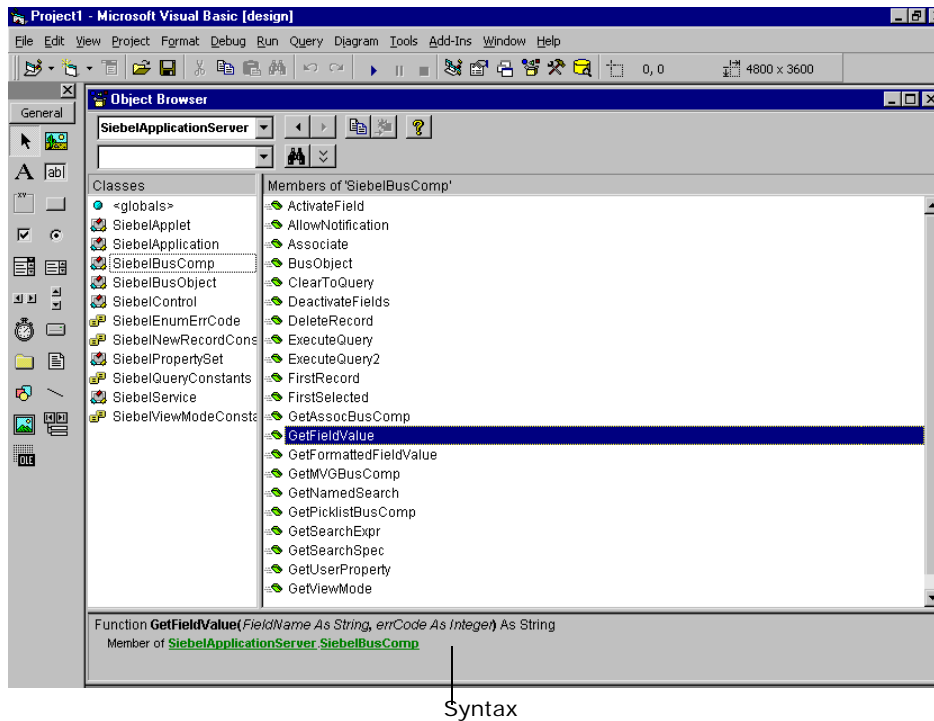 Project1 - Microsoft Visual Basic [design]
File Edit View Project Format Debug Run Query Diagram Tools Add-Ins Window Help
0, 0 4800 x 3600
General
Object Browser
SiebelApplicationServer
A ab|
xv
OLE
Classes
<globals>
SiebelApplet
SiebelApplication
SiebelBusComp
SiebelBusObject
SiebelControl
SiebelEnumErrCode
SiebelNewRecordCons
SiebelPropertySet
SiebelQueryConstants
SiebelService
SiebelViewModeConsta
Members of 'SiebelBusComp'
ActivateField
AllowNotification
Associate
BusObject
ClearToQuery
DeactivateFields
DeleteRecord
ExecuteQuery
ExecuteQuery2
FirstRecord
FirstSelected
GetAssocBusComp
GetFieldValue
GetFormattedFieldValue
GetMVGBusComp
GetNamedSearch
GetPicklistBusComp
GetSearchExpr
GetSearchSpec
GetUserProperty
GetViewMode
Function GetFieldValue(FieldName As String, errCode As Integer) As String
Member of SiebelApplicationServer.SiebelBusComp
Syntax